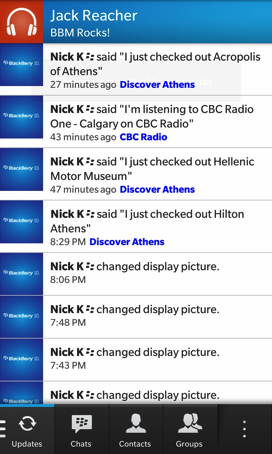 Jack Reacher
BBM Rocks!
Nick K said "I just checked out Acropolis
of Athens"
27 minutes ago Discover Athens
Nick K said "I'm listening to CBC Radio
One - Calgary on CBC Radio"
43 minutes ago CBC Radio
Nick K said "I just checked out Hellenic
Motor Museum"
47 minutes ago Discover Athens
Nick K said "I just checked out Hilton
Athens"
8:29 PM Discover Athens
Nick K changed display picture.
8:06 PM
Nick K changed display picture.
7:48 PM
Nick K changed display picture.
7:43 PM
Nick K changed display picture.
BlackBerry 10
BlackBerry 10
BlackBerry 10
BlackBerry 10
BlackBerry 10
BlackBerry 10
BlackBerry 10
BlackBerry 10
Updates
Chats
Contacts
Groups